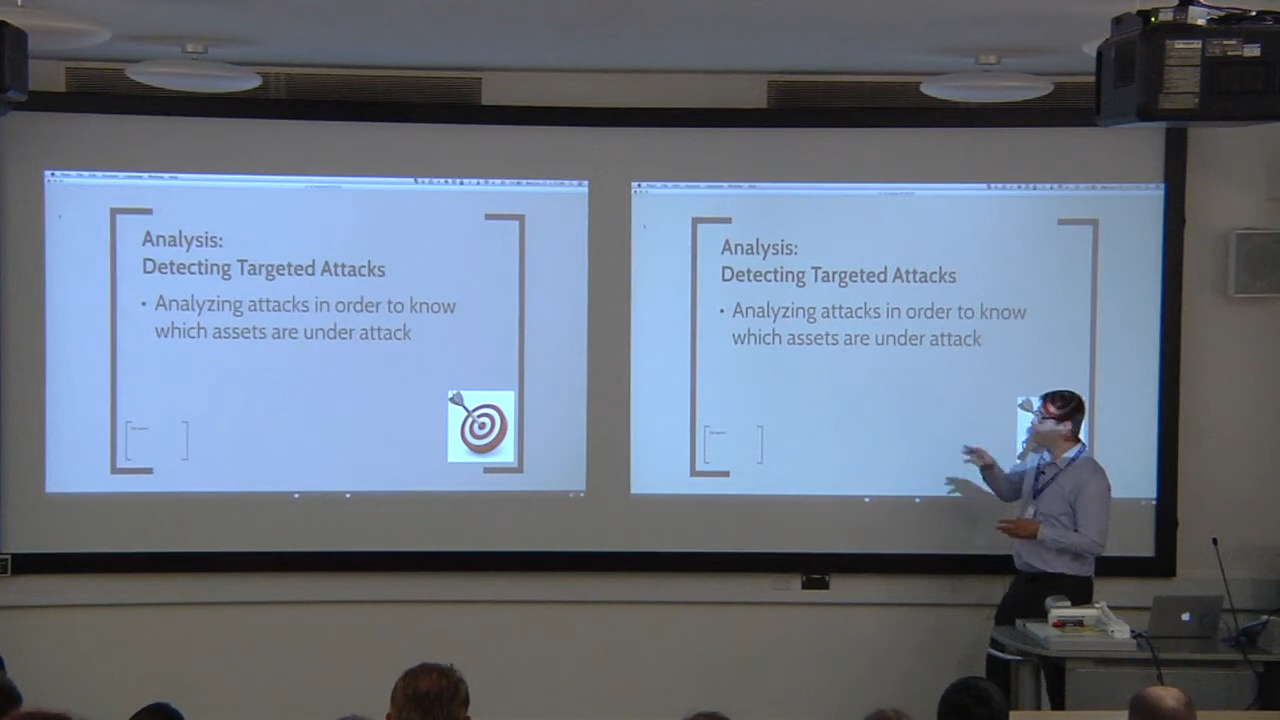 Analysis:
Detecting Targeted Attacks
• Analyzing attacks in order to know
which assets are under attack
Analysis:
Detecting Targeted Attacks
• Analyzing attacks in order to know
which assets are under attack